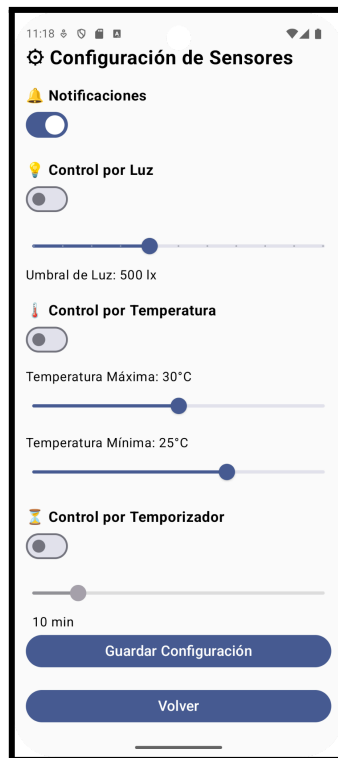 11:18
Configuración de Sensores
Notificaciones
Control por Luz
Umbral de Luz: 500 lx
Control por Temperatura
Temperatura Máxima: 30°C
Temperatura Mínima: 25°C
Control por Temporizador
10 min
Guardar Configuración
Volver